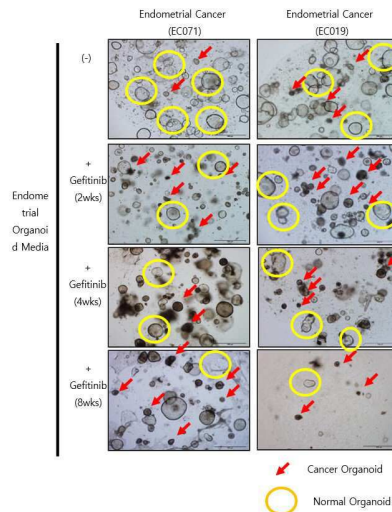 Endometrial Cancer
(EC071)
Endometrial Cancer
(EC019)
(-)
+
Gefitinib
(2wks)
+
Gefitinib
(4wks)
+
Gefitinib
(8wks)
Endome
trial
Organoi
d Media
Cancer Organoid
Normal Organoid